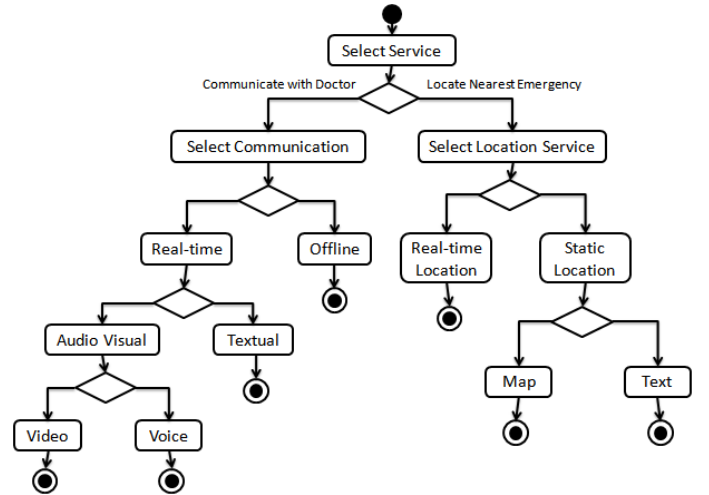 Select Service
Communicate with Doctor
Locate Nearest Emergency
Select Communication
Select Location Service
Real-time
Offline
Real-time
Location
Static
Location
Audio Visual
Textual
Map
Text
Video
Voice